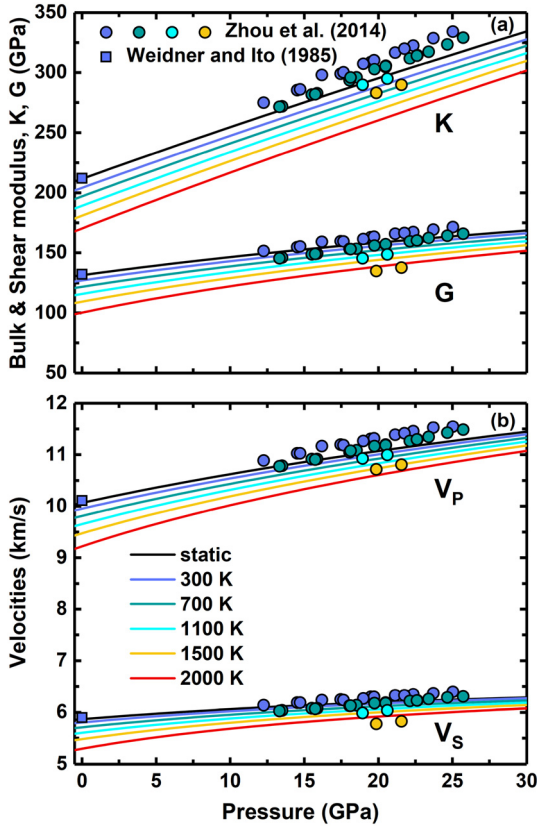 350
300
250
200
150
100
50
Bulk & Shear modulus, K, G (GPa)
Zhou et al. (2014)
(a)
Weidner and Ito (1985)
K
G
12
11
10
9
8
7
6
5
Velocities (km/s)
(b)
V_P
static
300 K
700 K
1100 K
1500 K
2000 K
V_S
0 5 10 15 20 25 30
Pressure (GPa)